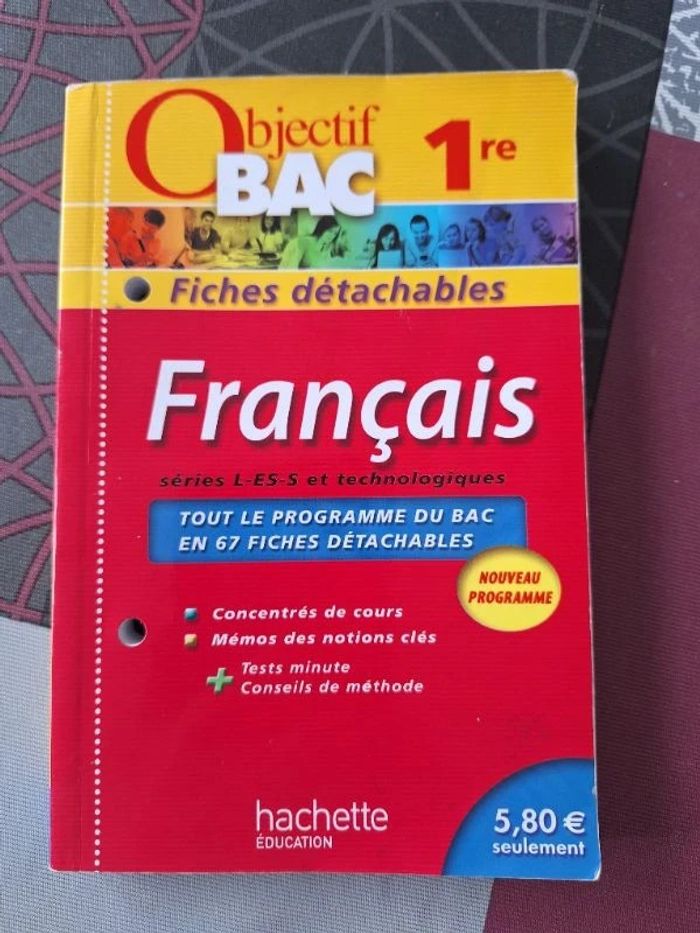 Objectif
BAC
1re
Fiches détachables
Français
séries L-ES-S et technologiques
TOUT LE PROGRAMME DU BAC
EN 67 FICHES DÉTACHABLES
NOUVEAU
PROGRAMME
Concentrés de cours
Mémos des notions clés
+ Tests minute
Conseils de méthode
hachette
ÉDUCATION
5,80 €
seulement